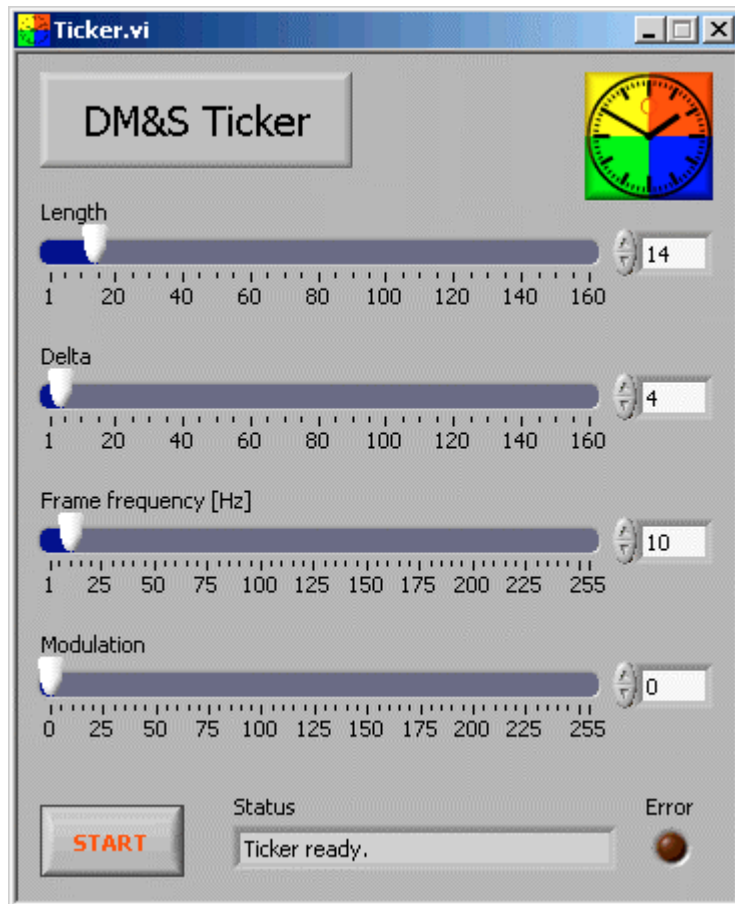 Ticker.vi
DM&S Ticker
Length
14
1 20 40 60 80 100 120 140 160
Delta
4
1 20 40 60 80 100 120 140 160
Frame frequency [Hz]
10
1 25 50 75 100 125 150 175 200 225 255
Modulation
0
0 25 50 75 100 125 150 175 200 225 255
START
Status
Ticker ready.
Error